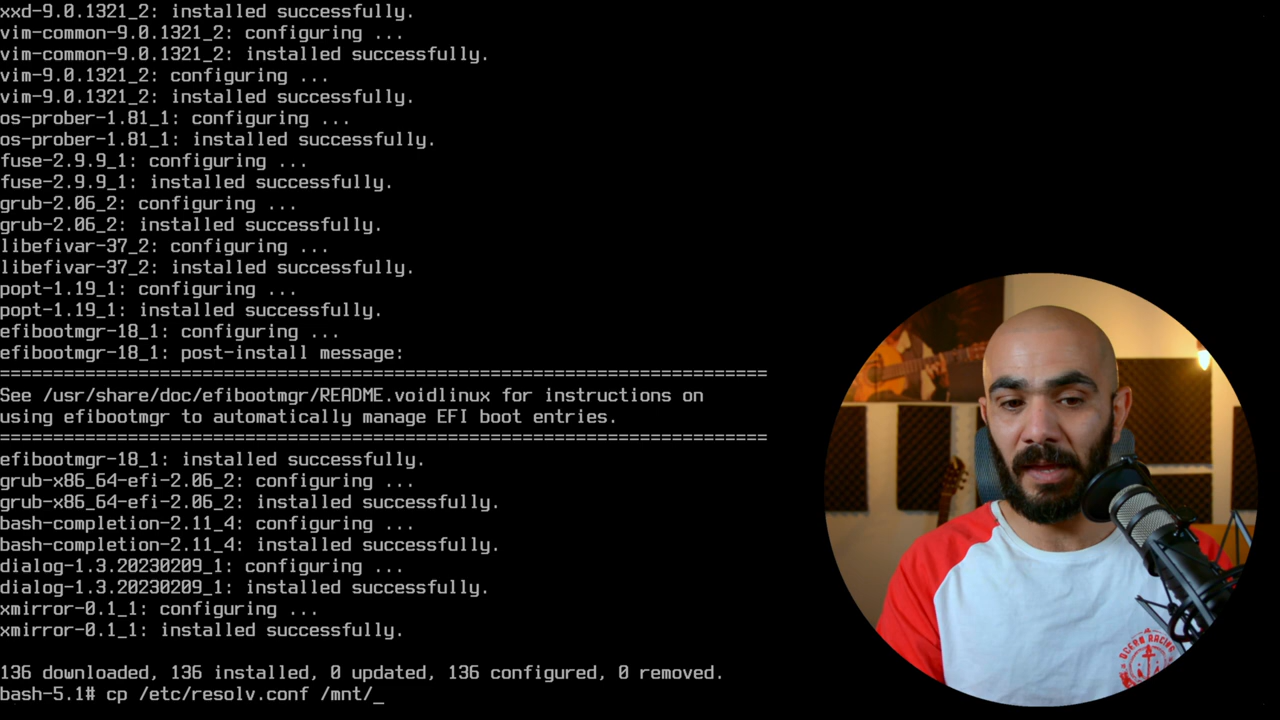 xxd-9.0.1321_2: installed successfully.
vim-common-9.0.1321_2: configuring ...
vim-common-9.0.1321_2: installed successfully.
vim-9.0.1321_2: configuring ...
vim-9.0.1321_2: installed successfully.
os-prober-1.81_1: configuring ...
os-prober-1.81_1: installed successfully.
fuse-2.9.9_1: configuring ...
fuse-2.9.9_1: installed successfully.
grub-2.06_2: configuring ...
grub-2.06_2: installed successfully.
libefivar-37_2: configuring ...
libefivar-37_2: installed successfully.
popt-1.19_1: configuring ...
popt-1.19_1: installed successfully.
efibootmgr-18_1: configuring ...
efibootmgr-18_1: post-install message:
========================================================================
See /usr/share/doc/efibootmgr/README.voidlinux for instructions on
using efibootmgr to automatically manage EFI boot entries.
========================================================================
efibootmgr-18_1: installed successfully.
grub-x86_64-efi-2.06_2: configuring ...
grub-x86_64-efi-2.06_2: installed successfully.
bash-completion-2.11_4: configuring ...
bash-completion-2.11_4: installed successfully.
dialog-1.3.20230209_1: configuring ...
dialog-1.3.20230209_1: installed successfully.
xmirror-0.1_1: configuring ...
xmirror-0.1_1: installed successfully.
136 downloaded, 136 installed, 0 updated, 136 configured, 0 removed.
bash-5.1# cp /etc/resolv.conf /mnt/_